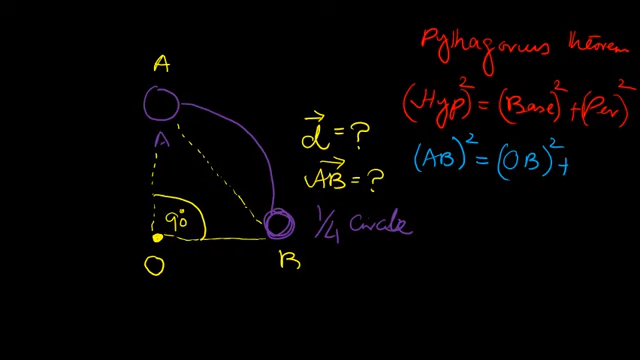 Pythagorus theorem
A
(Hyp)² = (Base)² + (Per)²
A
d⃗ = ?
(AB)² = (OB)² +
AB⃗ = ?
90°
1/4 Circle
O
B